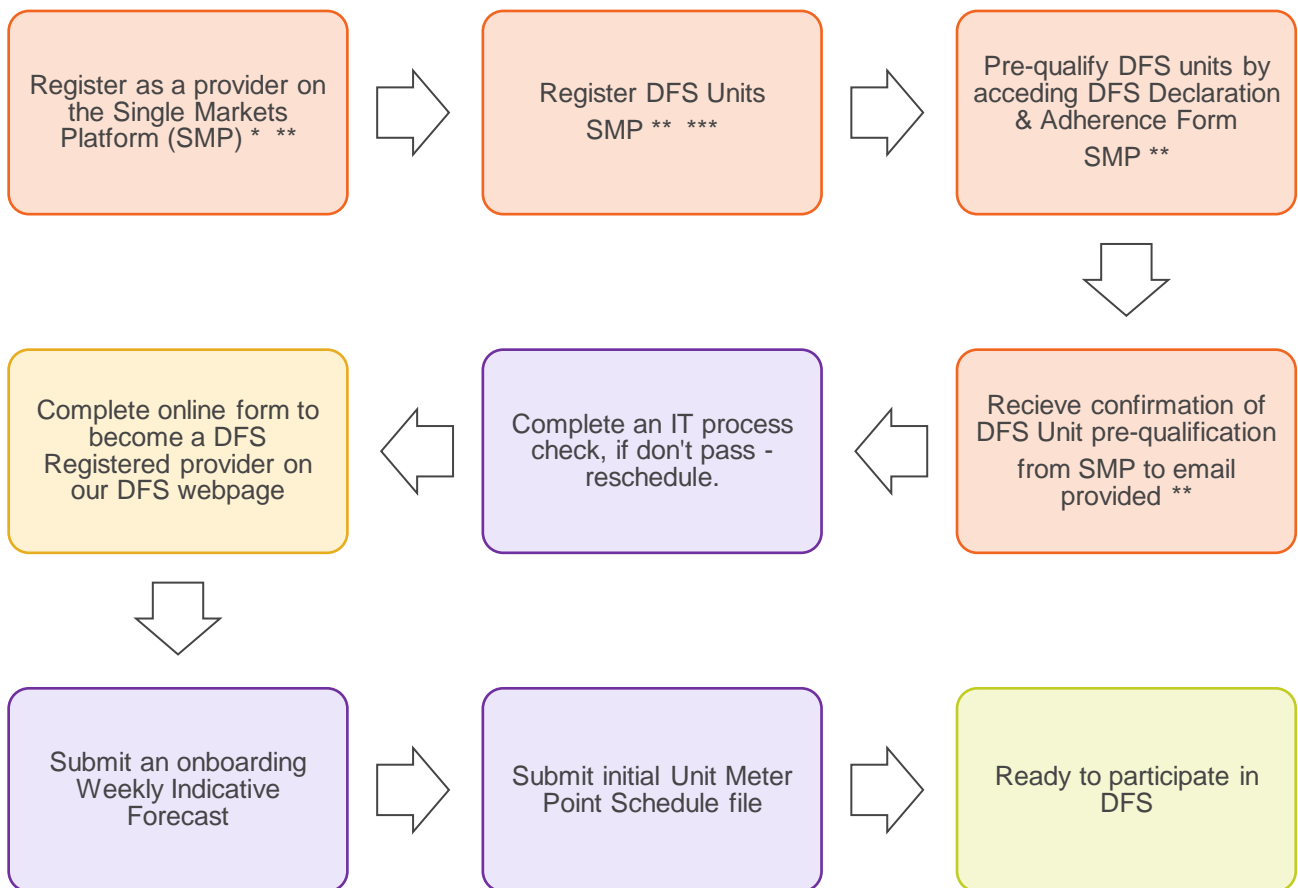 Register as a provider on
the Single Markets
Platform (SMP) * **
Register DFS Units
SMP ** ***
Pre-qualify DFS units by
acceding DFS Declaration
& Adherence Form
SMP **
Recieve confirmation of
DFS Unit pre-qualification
from SMP to email
provided **
Complete an IT process
check, if don't pass -
reschedule.
Complete online form to
become a DFS
Registered provider on
our DFS webpage
Submit an onboarding
Weekly Indicative
Forecast
Submit initial Unit Meter
Point Schedule file
Ready to participate in
DFS